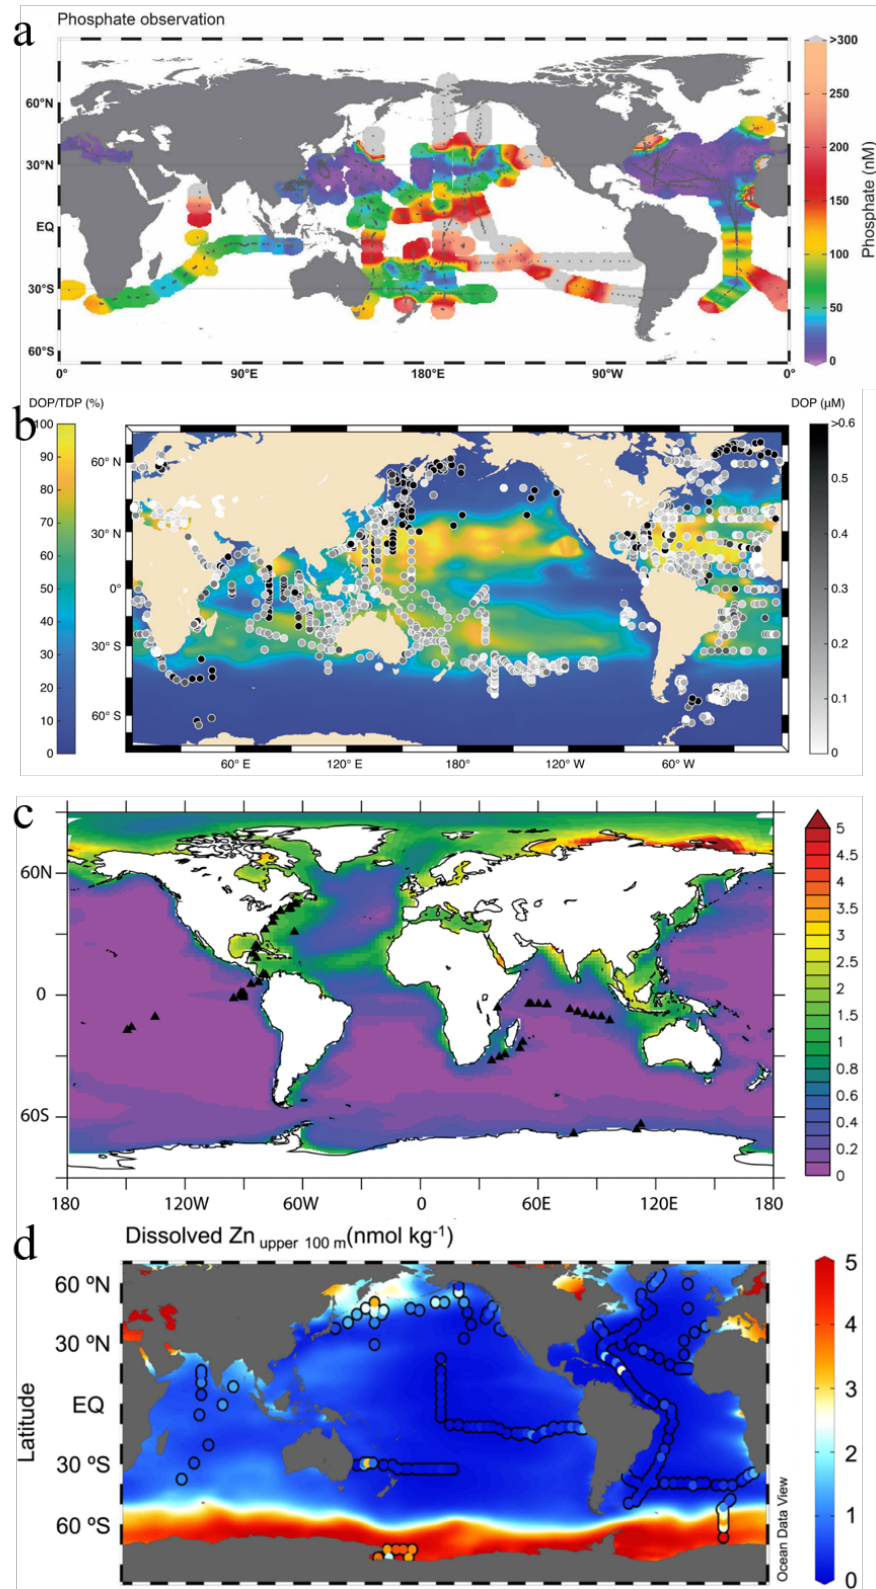 a
Phosphate observation
60°N
30°N
EQ
30°S
60°S
0°
90°E
180°E
90°W
0°
>300
250
200
150
100
50
0
Phosphate (nM)
b
DOP/TDP (%)
100
90
80
70
60
50
40
30
20
10
0
60° N
30° N
0°
30° S
60° S
60° E
120° E
180°
120° W
60° W
DOP (µM)
>0.6
0.5
0.4
0.3
0.2
0.1
0
c
60N
0
60S
180
120W
60W
0
60E
120E
180
5
4.5
4
3.5
3
2.5
2
1.5
1
0.8
0.6
0.4
0.2
0
d
Dissolved Zn upper 100 m(nmol kg-1)
Latitude
60 ºN
30 ºN
EQ
30 ºS
60 ºS
Ocean Data View
5
4
3
2
1
0